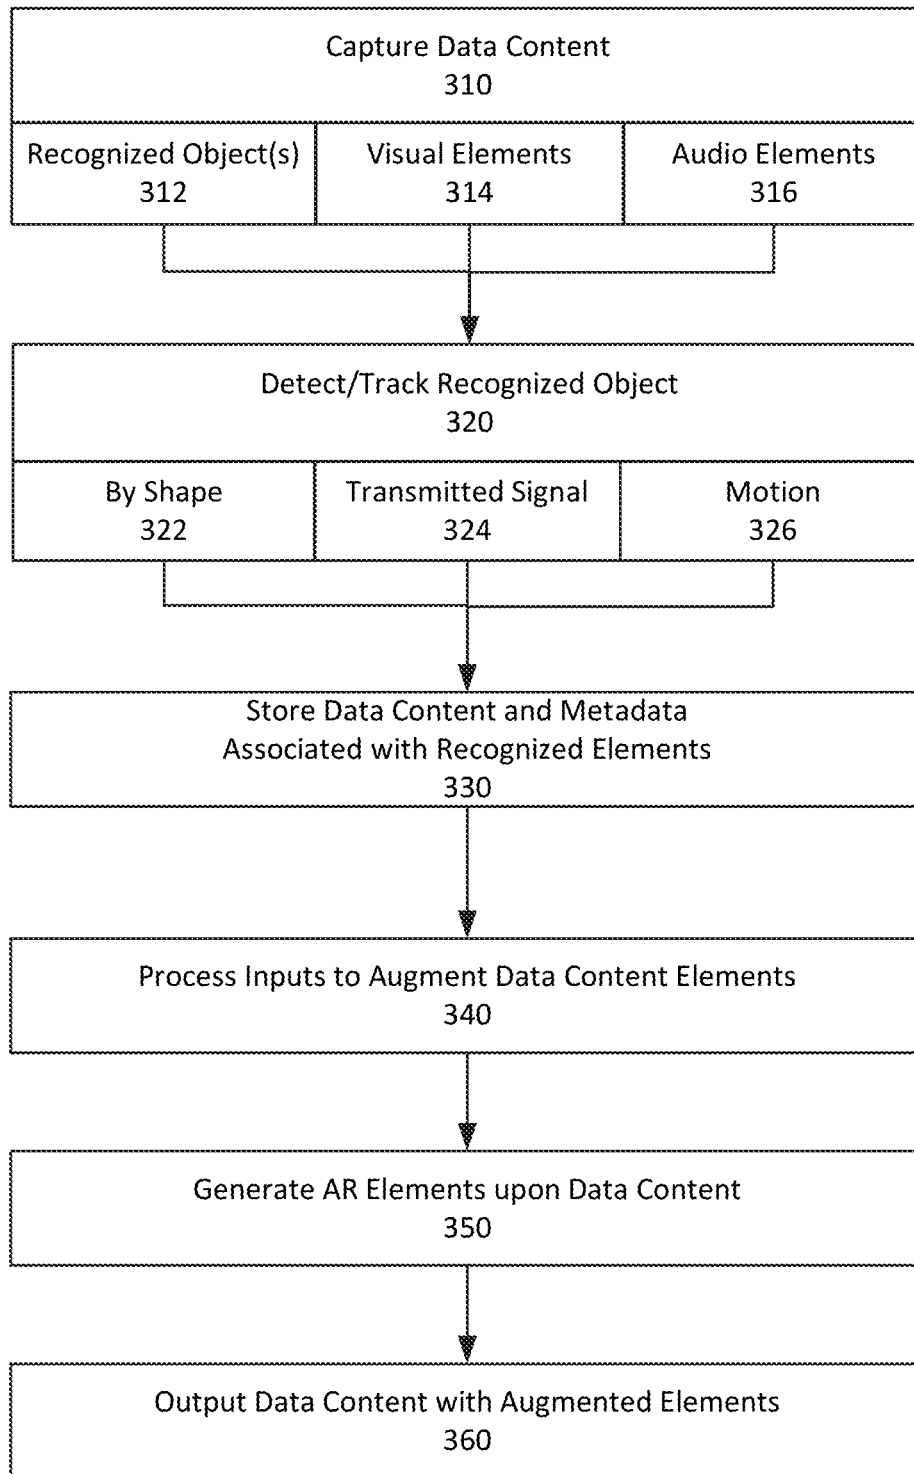 Capture Data Content
310
Recognized Object(s)
312
Visual Elements
314
Audio Elements
316
Detect/Track Recognized Object
320
By Shape
322
Transmitted Signal
324
Motion
326
Store Data Content and Metadata
Associated with Recognized Elements
330
Process Inputs to Augment Data Content Elements
340
Generate AR Elements upon Data Content
350
Output Data Content with Augmented Elements
360